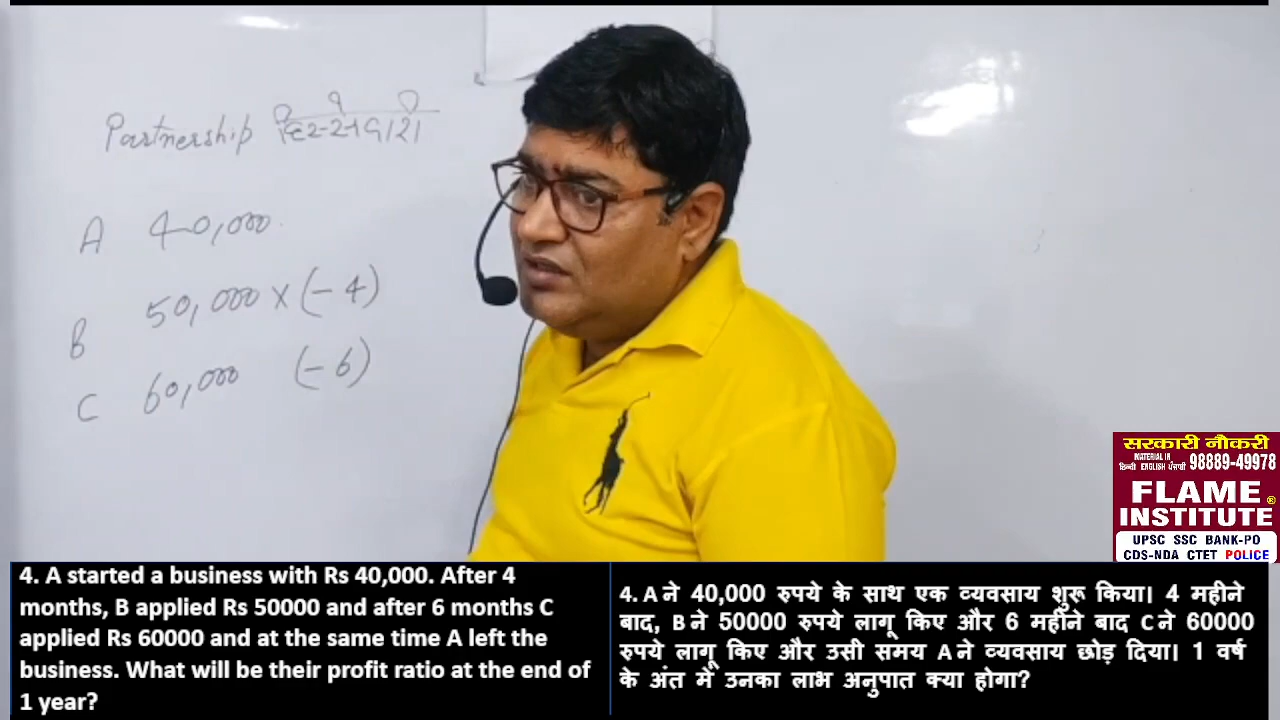 Partnership
A 40,000.
B 50,000 × (-4)
C 60,000 (-6)
सरकारी नौकरी
MATERIAL IN
हिन्दी ENGLISH ਪੰਜਾਬੀ 98889-49978
FLAME ®
INSTITUTE
UPSC SSC BANK-PO
CDS-NDA CTET POLICE
4. A started a business with Rs 40,000. After 4
months, B applied Rs 50000 and after 6 months C
applied Rs 60000 and at the same time A left the
business. What will be their profit ratio at the end of
1 year?
4. A ने 40,000 रुपये के साथ एक व्यवसाय शुरू किया। 4 महीने
बाद, B ने 50000 रुपये लागू किए और 6 महीने बाद C ने 60000
रुपये लागू किए और उसी समय A ने व्यवसाय छोड़ दिया। 1 वर्ष
के अंत में उनका लाभ अनुपात क्या होगा?